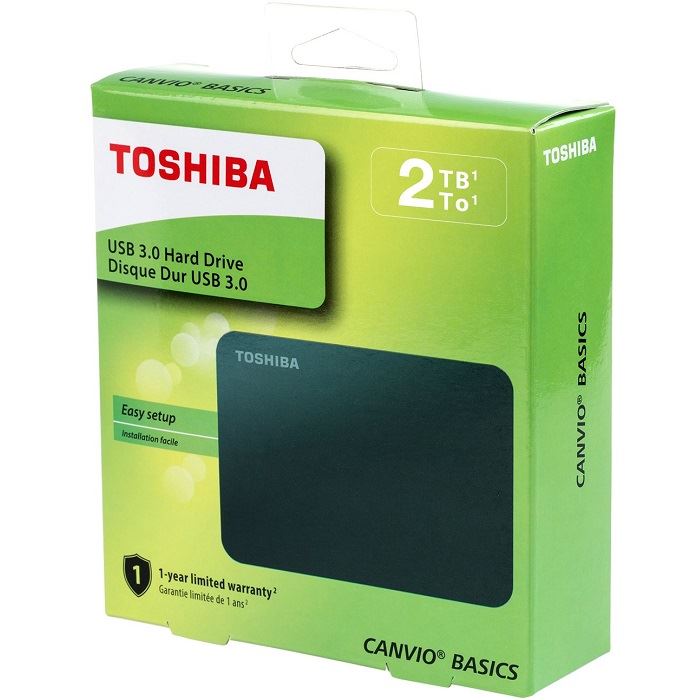 CANVIO® BASICS
TOSHIBA
2 TB¹
To¹
TOSHIBA
USB 3.0 Hard Drive
Disque Dur USB 3.0
CANVIO® BASICS
TOSHIBA
Easy setup
Installation facile
1
1-year limited warranty²
Garantie limitée de 1 ans²
CANVIO® BASICS